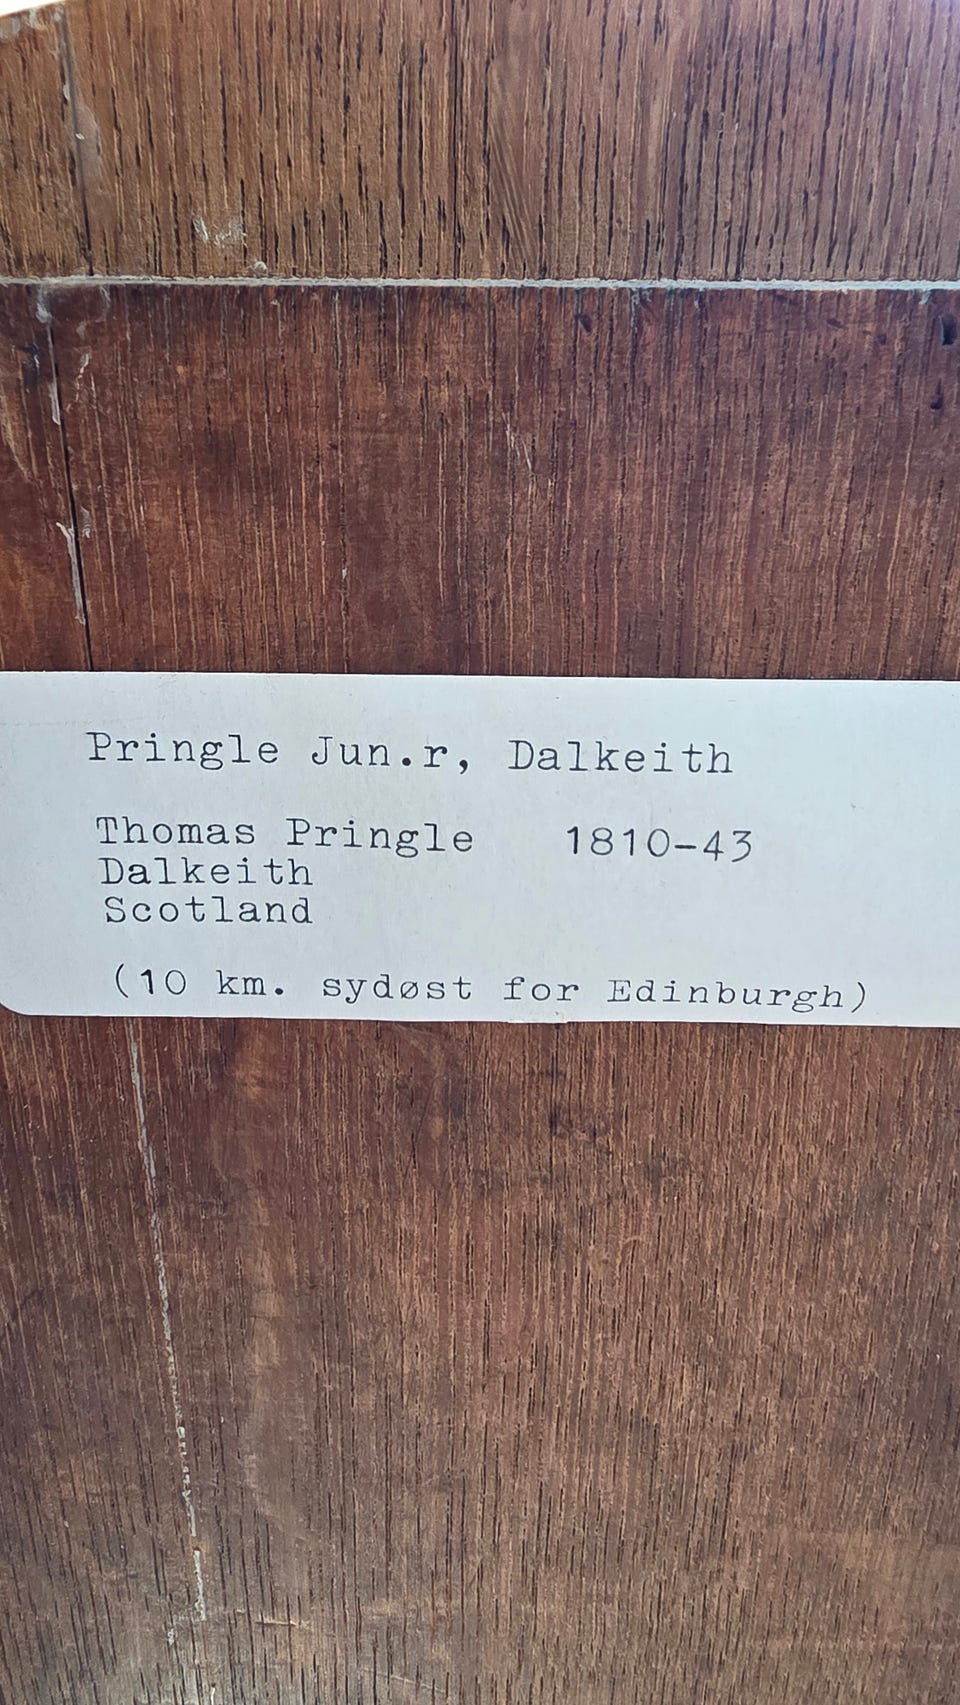 Pringle Jun.r, Dalkeith
Thomas Pringle 1810-43
Dalkeith
Scotland
(10 km. sydøst for Edinburgh)